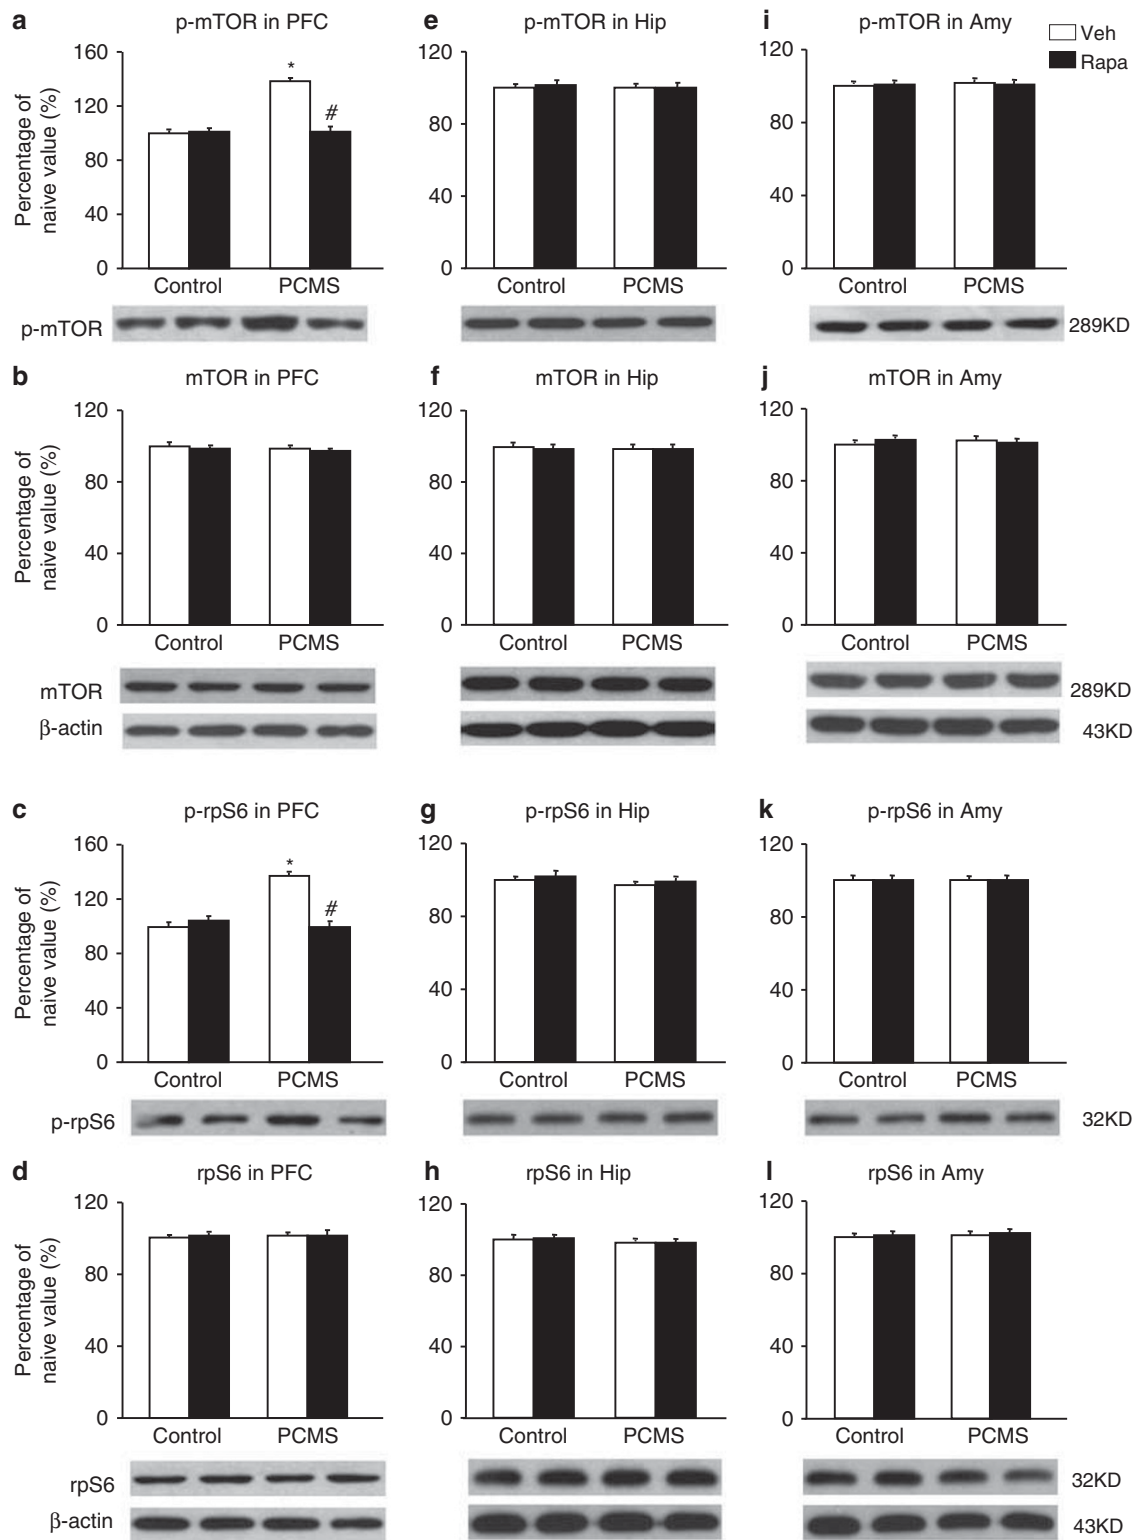 a
p-mTOR in PFC
Percentage of
naive value (%)
160
120
80
40
0
*
#
Control
PCMS
p-mTOR
e
p-mTOR in Hip
120
80
40
0
Control
PCMS
i
p-mTOR in Amy
Veh
Rapa
120
80
40
0
Control
PCMS
289KD
b
mTOR in PFC
Percentage of
naive value (%)
120
80
40
0
Control
PCMS
mTOR
β-actin
f
mTOR in Hip
120
80
40
0
Control
PCMS
j
mTOR in Amy
120
80
40
0
Control
PCMS
289KD
43KD
c
p-rpS6 in PFC
Percentage of
naive value (%)
160
120
80
40
0
*
#
Control
PCMS
p-rpS6
g
p-rpS6 in Hip
120
80
40
0
Control
PCMS
k
p-rpS6 in Amy
120
80
40
0
Control
PCMS
32KD
d
rpS6 in PFC
Percentage of
naive value (%)
120
80
40
0
Control
PCMS
rpS6
β-actin
h
rpS6 in Hip
120
80
40
0
Control
PCMS
l
rpS6 in Amy
120
80
40
0
Control
PCMS
32KD
43KD